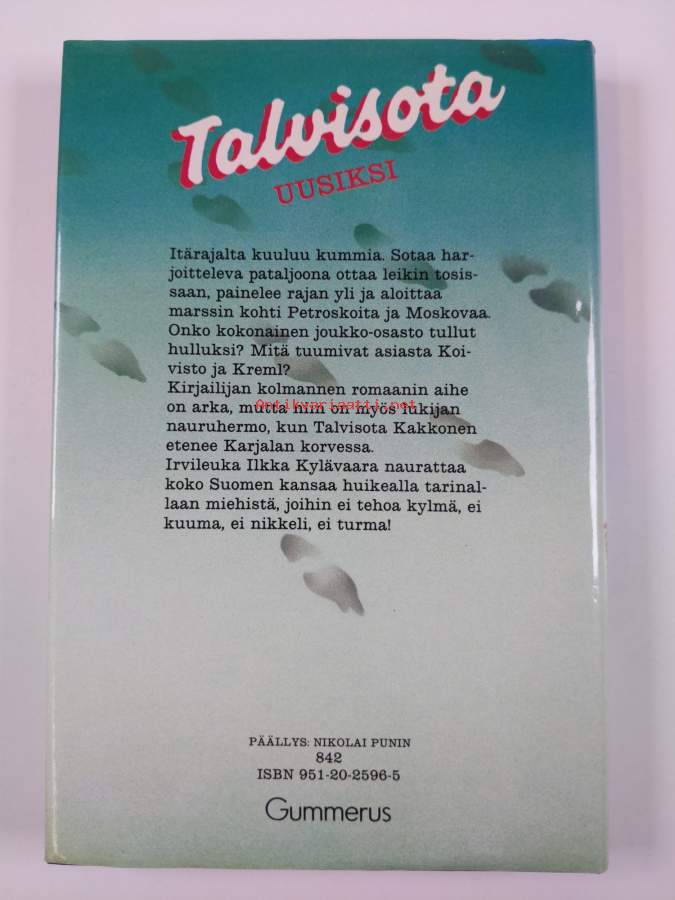 Talvisota
UUSIKSI
Itärajalta kuuluu kummia. Sotaa har-
joitteleva pataljoona ottaa leikin tosis-
saan, painelee rajan yli ja aloittaa
marssin kohti Petroskoita ja Moskovaa.
Onko kokonainen joukko-osasto tullut
hulluksi? Mitä tuumivat asiasta Koi-
visto ja Kreml?
Kirjailijan kolmannen romaanin aihe
on arka, mutta niin on myös lukijan
Antikvariaatti.net
nauruhermo, kun Talvisota Kakkonen
etenee Karjalan korvessa.
Irvileuka Ilkka Kylävaara naurattaa
koko Suomen kansaa huikealla tarinal-
laan miehistä, joihin ei tehoa kylmä, ei
kuuma, ei nikkeli, ei turma!
PÄÄLLYS: NIKOLAI PUNIN
842
ISBN 951-20-2596-5
Gummerus